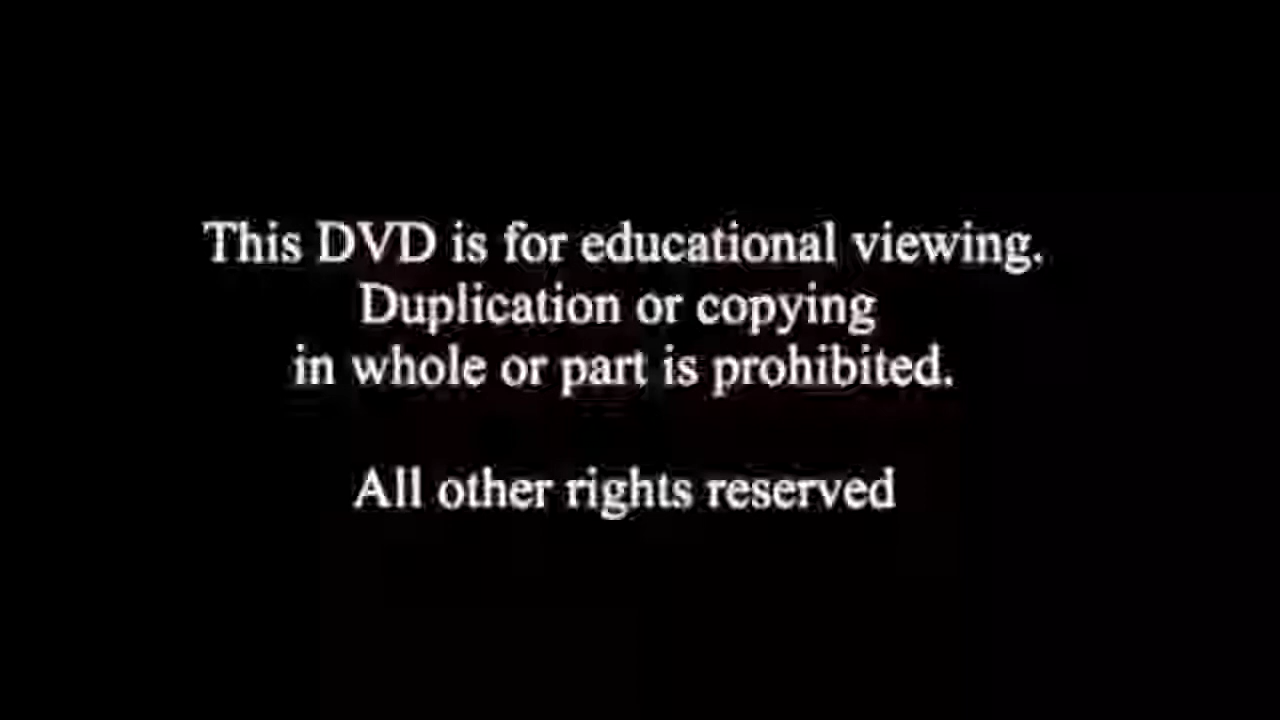 This DVD is for educational viewing.
Duplication or copying
in whole or part is prohibited.
All other rights reserved